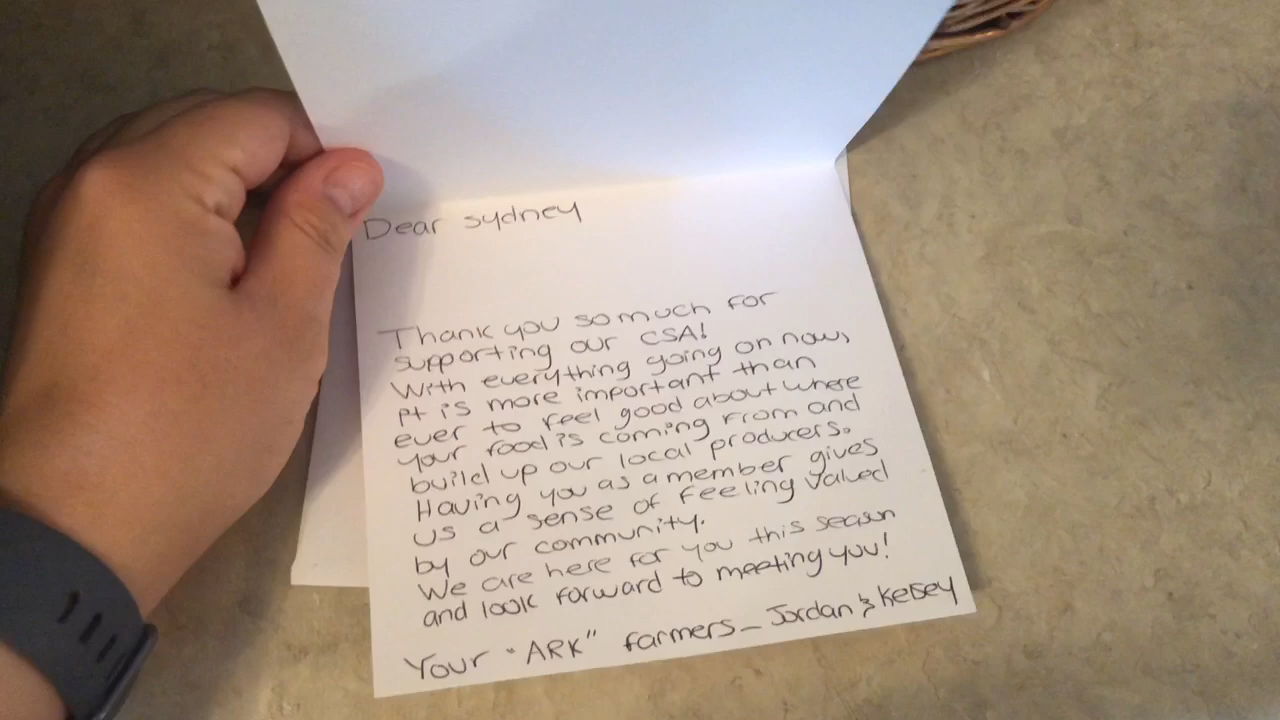 Dear Sydney
Thank you so much for
supporting our CSA!
With everything going on now,
it is more important than
ever to feel good about where
your food is coming from and
build up our local producers.
Having you as a member gives
us a sense of feeling valued
by our community.
We are here for you this season
and look forward to meeting you!
Your "ARK" farmers - Jordan & Kelsey